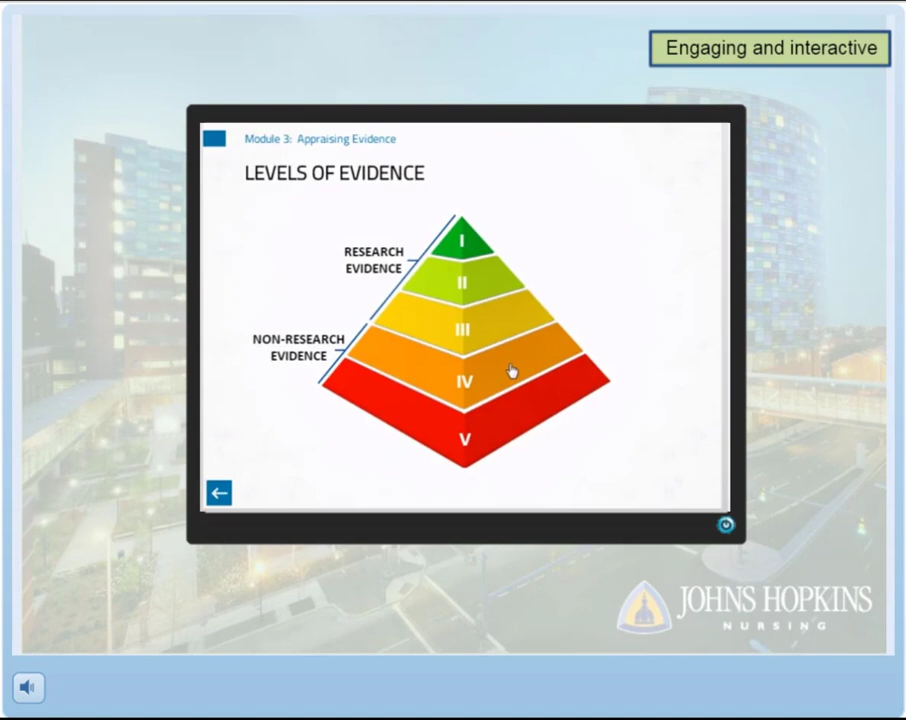 Engaging and interactive
Module 3: Appraising Evidence
LEVELS OF EVIDENCE
I
RESEARCH
EVIDENCE
II
III
NON-RESEARCH
EVIDENCE
IV
V
JOHNS HOPKINS
NURSING